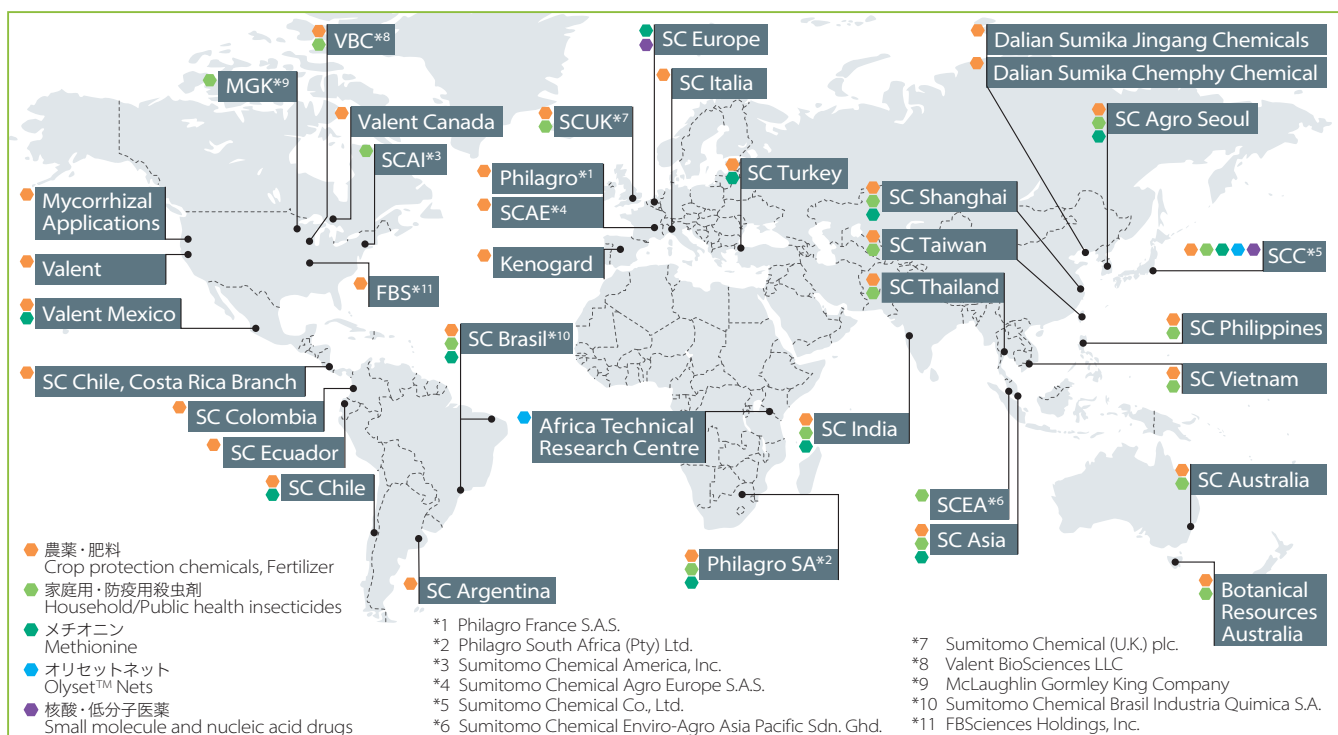 VBC*8
MGK*9
Valent Canada
SCAI*3
Mycorrhizal
Applications
Valent
Valent Mexico
FBS*11
SC Chile, Costa Rica Branch
SC Colombia
SC Ecuador
SC Chile
SC Argentina
SC Brasil*10
SC Europe
SC Italia
SCUK*7
Philagro*1
SCAE*4
Kenogard
SC Turkey
Africa Technical
Research Centre
Philagro SA*2
Dalian Sumika Jingang Chemicals
Dalian Sumika Chemphy Chemical
SC Agro Seoul
SC Shanghai
SC Taiwan
SC Thailand
SCC*5
SC Philippines
SC Vietnam
SC India
SCEA*6
SC Asia
SC Australia
Botanical
Resources
Australia
農薬・肥料
Crop protection chemicals, Fertilizer
家庭用・防疫用殺虫剤
Household/Public health insecticides
メチオニン
Methionine
オリセットネット
Olyset™ Nets
核酸・低分子医薬
Small molecule and nucleic acid drugs
*1 Philagro France S.A.S.
*2 Philagro South Africa (Pty) Ltd.
*3 Sumitomo Chemical America, Inc.
*4 Sumitomo Chemical Agro Europe S.A.S.
*5 Sumitomo Chemical Co., Ltd.
*6 Sumitomo Chemical Enviro-Agro Asia Pacific Sdn. Ghd.
*7 Sumitomo Chemical (U.K.) plc.
*8 Valent BioSciences LLC
*9 McLaughlin Gormley King Company
*10 Sumitomo Chemical Brasil Industria Quimica S.A.
*11 FBSciences Holdings, Inc.